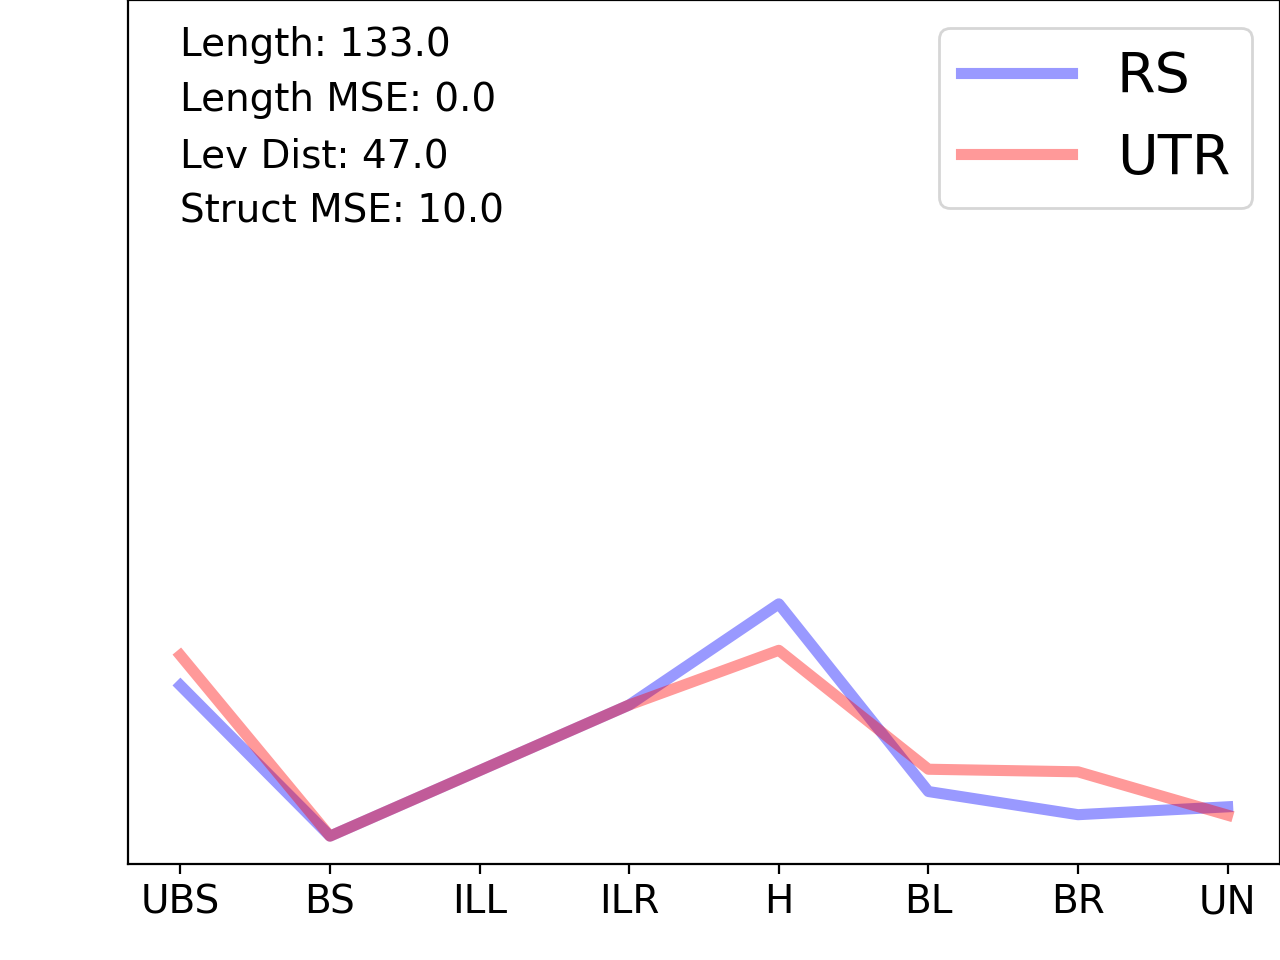 Length: 133.0
Length MSE: 0.0
Lev Dist: 47.0
Struct MSE: 10.0
RS
UTR
UBS BS ILL ILR H BL BR UN